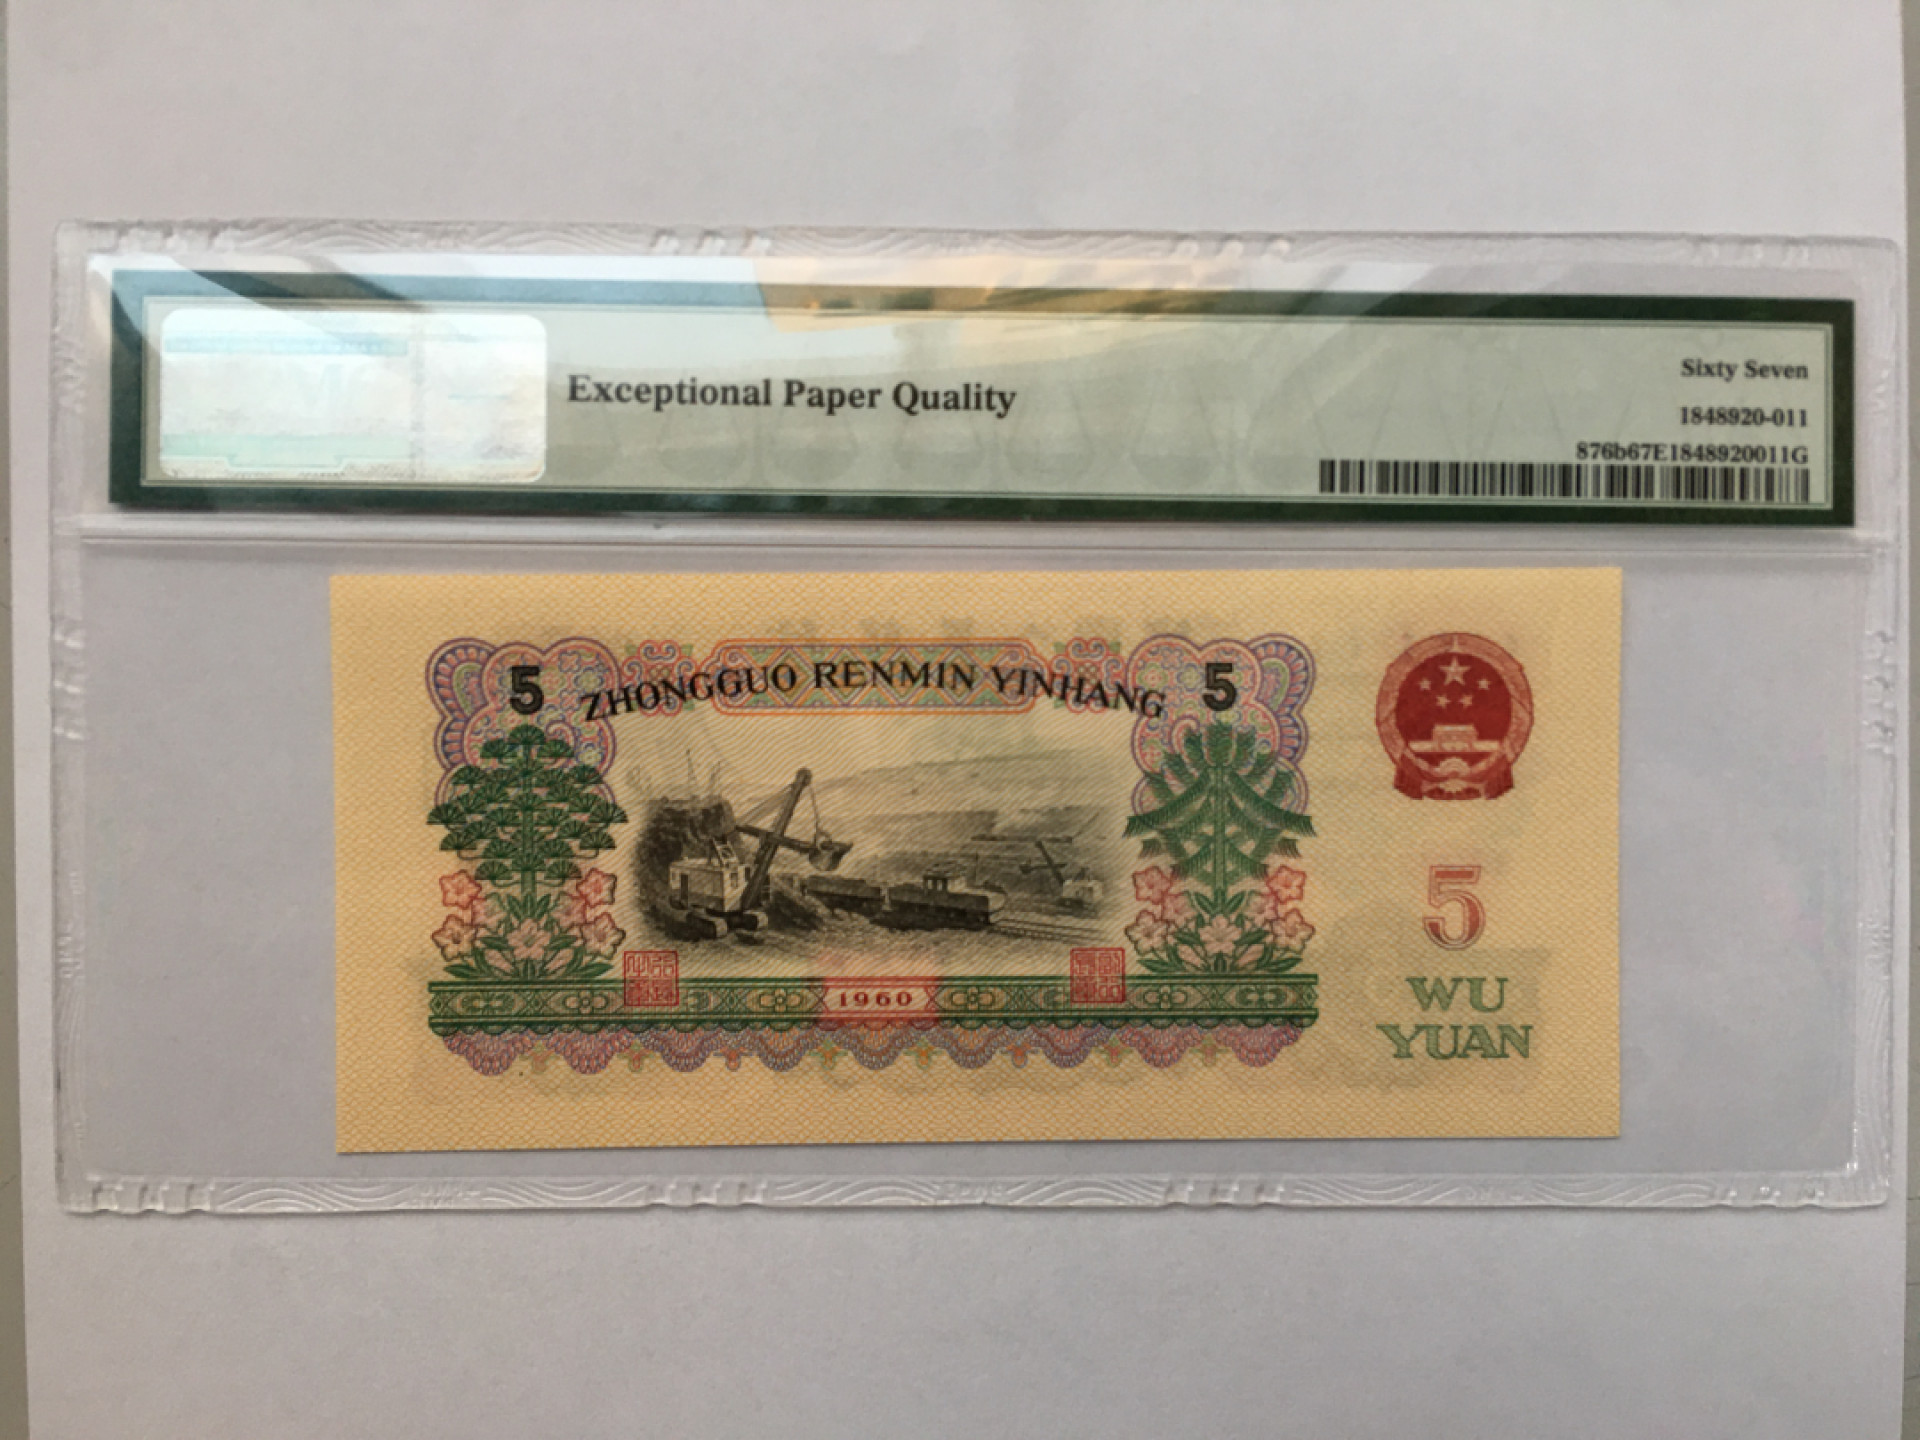 Exceptional Paper Quality
Sixty Seven
1848920-011
876b67E1848920011G
5 ZHONGGUO RENMIN YINHANG 5
1960
5
WU
YUAN